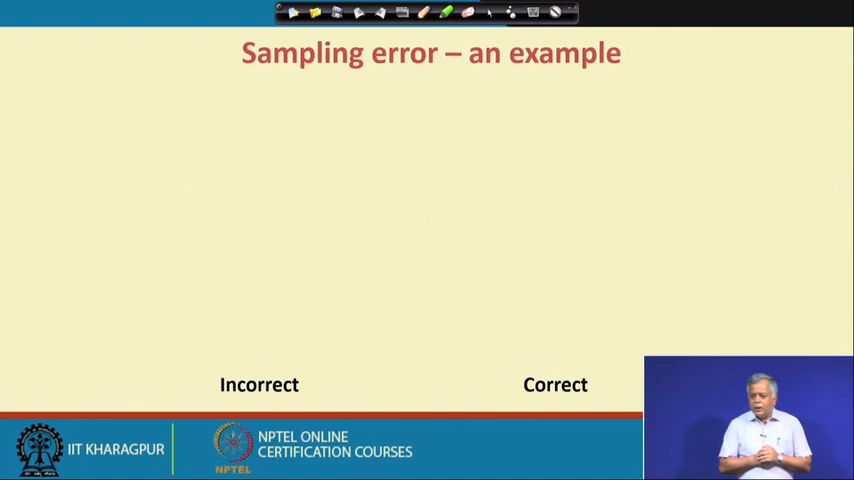 Sampling error – an example
Incorrect
Correct
IIT KHARAGPUR
NPTEL
NPTEL ONLINE
CERTIFICATION COURSES